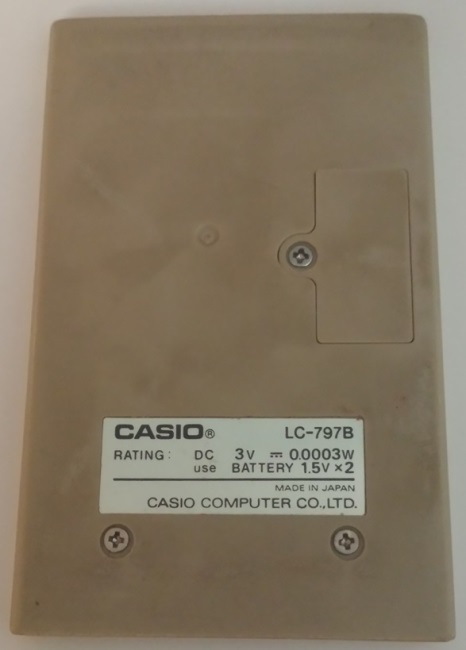 CASIO® LC-797B
RATING: DC 3V ⎓ 0.0003W
use BATTERY 1.5V×2
MADE IN JAPAN
CASIO COMPUTER CO.,LTD.